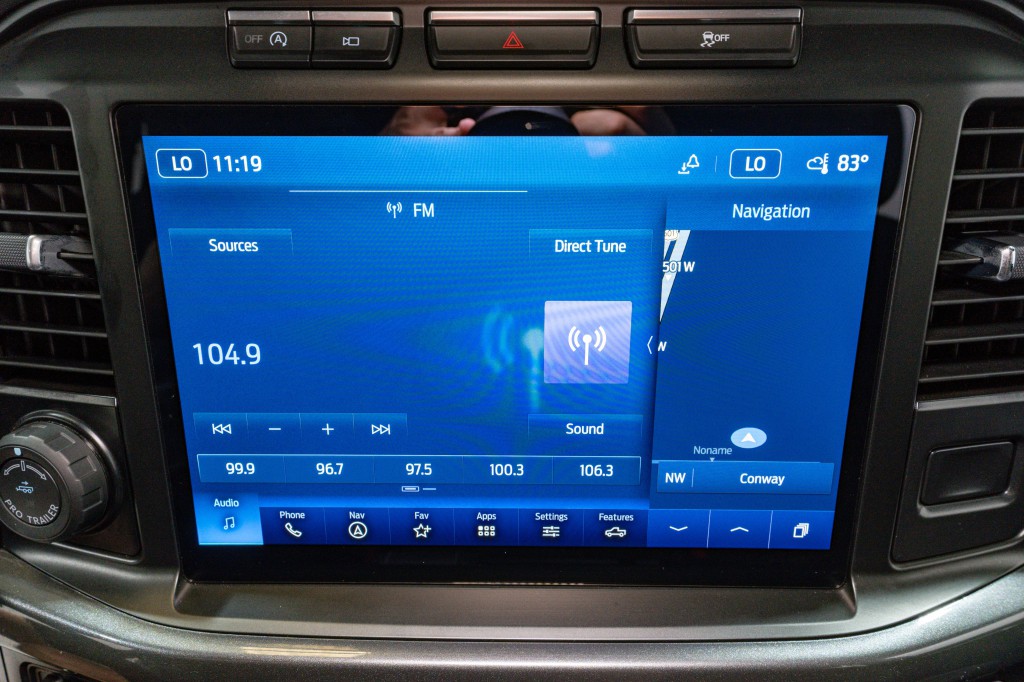 OFF A
OFF
LO 11:19
LO 83°
FM
Navigation
Sources
Direct Tune
501 W
104.9
W
Sound
Noname
99.9 96.7 97.5 100.3 106.3
NW Conway
Audio Phone Nav Fav Apps Settings Features
PRO TRAILER